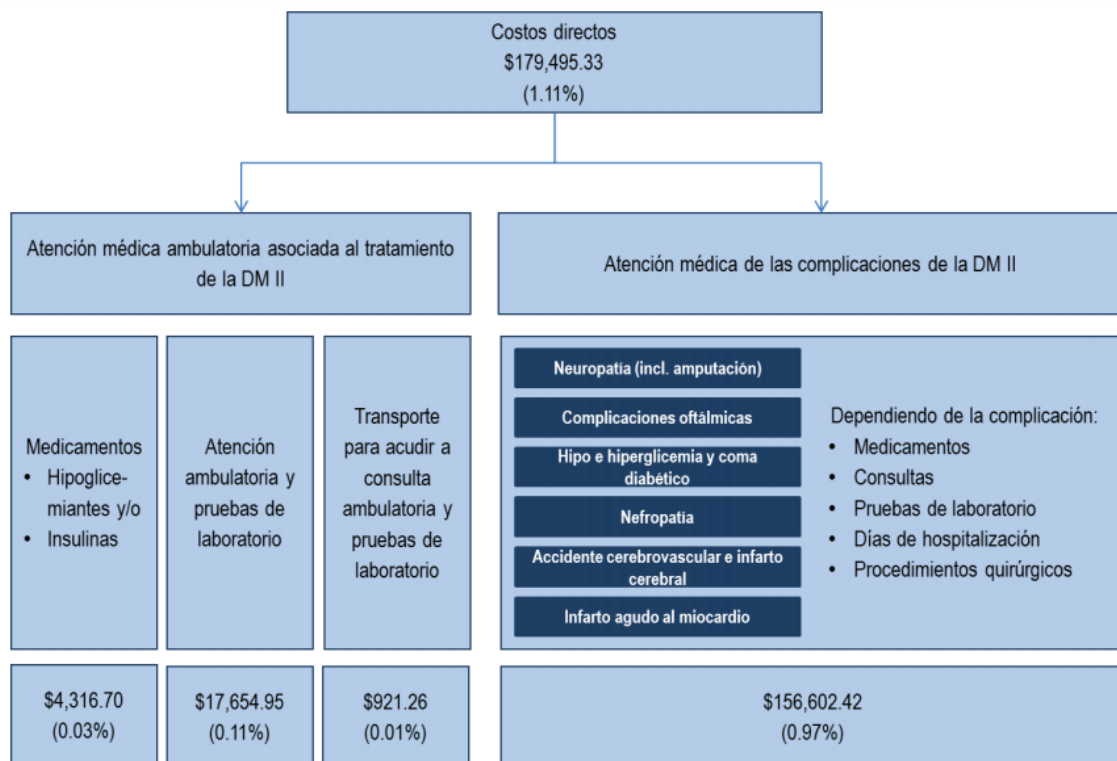 Costos directos
$179,495.33
(1.11%)
Atención médica ambulatoria asociada al tratamiento
de la DM II
Atención médica de las complicaciones de la DM II
Medicamentos
• Hipoglice-
miantes y/o
• Insulinas
Atención
ambulatoria y
pruebas de
laboratorio
Transporte
para acudir a
consulta
ambulatoria y
pruebas de
laboratorio
Neuropatía (incl. amputación)
Complicaciones oftálmicas
Hipo e hiperglicemia y coma
diabético
Nefropatía
Accidente cerebrovascular e infarto
cerebral
Infarto agudo al miocardio
Dependiendo de la complicación:
• Medicamentos
• Consultas
• Pruebas de laboratorio
• Días de hospitalización
• Procedimientos quirúrgicos
$4,316.70
(0.03%)
$17,654.95
(0.11%)
$921.26
(0.01%)
$156,602.42
(0.97%)